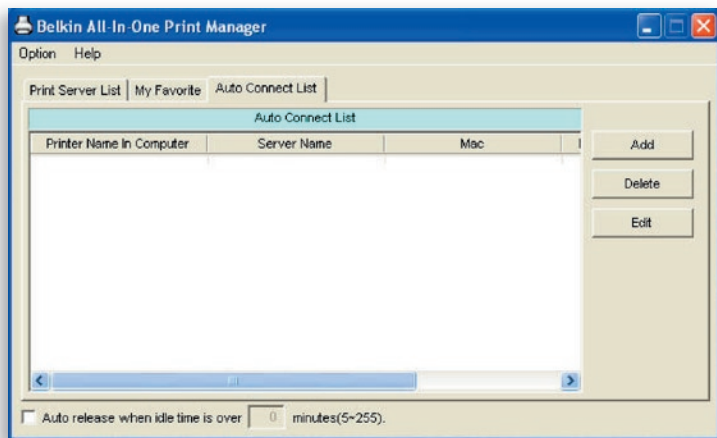 Belkin All-In-One Print Manager
Option Help
Print Server List My Favorite Auto Connect List
Auto Connect List
Printer Name In Computer Server Name Mac
Add
Delete
Edit
Auto release when idle time is over 0 minutes(5~255).